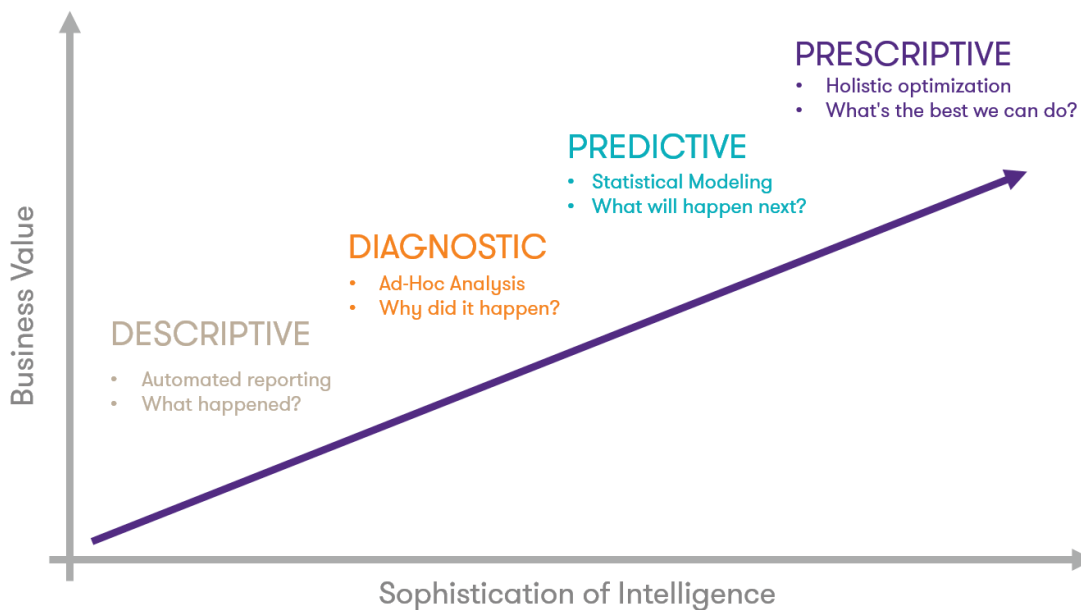 PRESCRIPTIVE
• Holistic optimization
• What's the best we can do?
PREDICTIVE
• Statistical Modeling
• What will happen next?
DIAGNOSTIC
• Ad-Hoc Analysis
• Why did it happen?
DESCRIPTIVE
• Automated reporting
• What happened?
Business Value
Sophistication of Intelligence